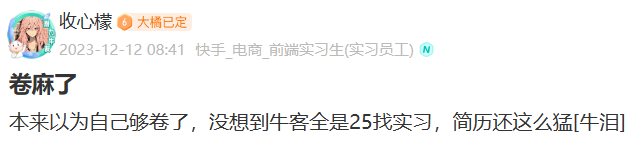 收心檬 6 大橘已定
2023-12-12 08:41 快手_电商_前端实习生(实习员工) N
卷麻了
本来以为自己够卷了，没想到牛客全是25找实习，简历还这么猛[牛泪]